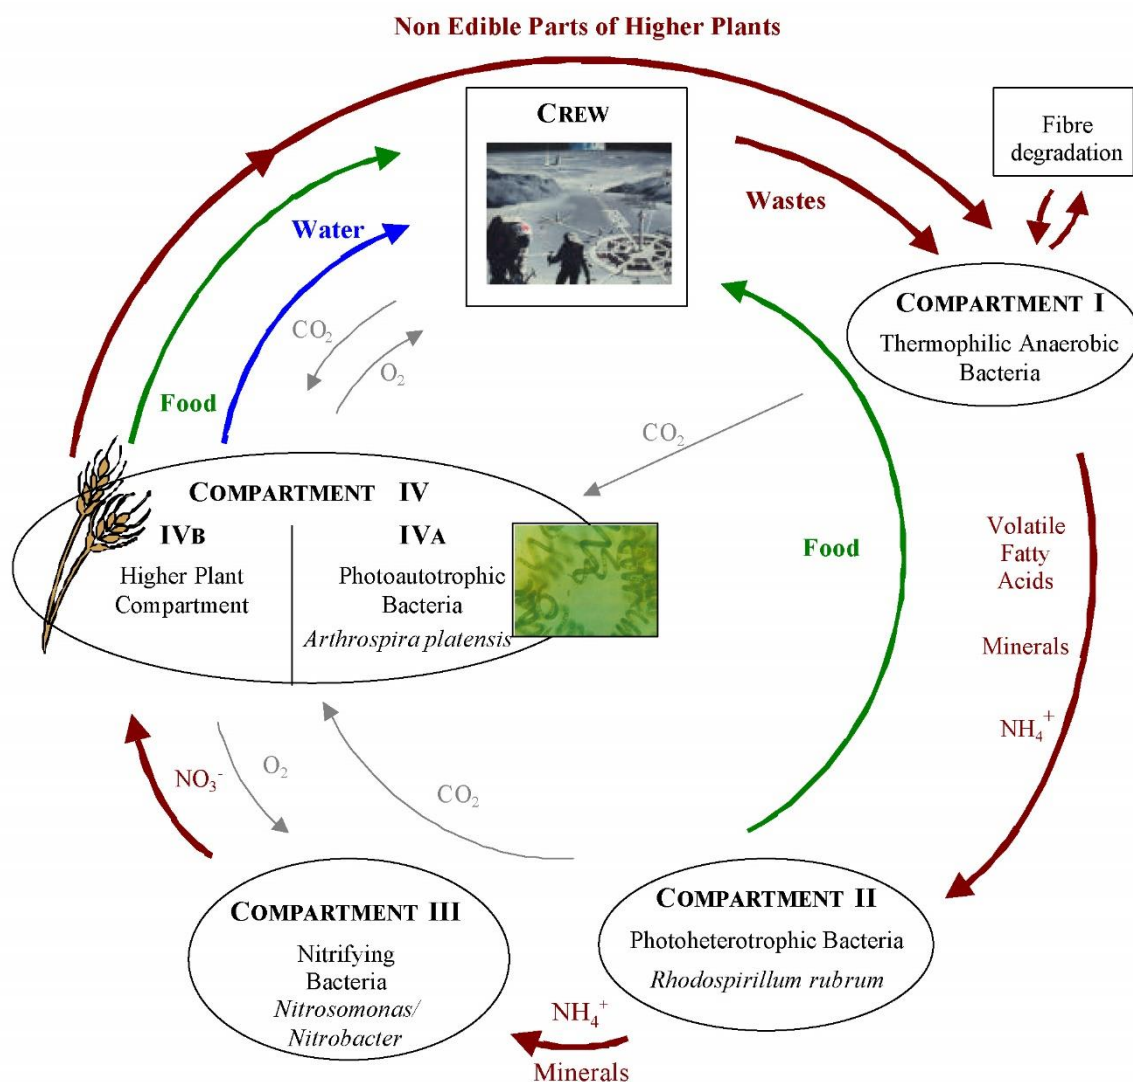 Non Edible Parts of Higher Plants
CREW
Fibre
degradation
Wastes
Water
CO₂
O₂
Food
COMPARTMENT I
Thermophilic Anaerobic
Bacteria
CO₂
COMPARTMENT IV
IVB
Higher Plant
Compartment
IVA
Photoautotrophic
Bacteria
Arthrospira platensis
Food
Volatile
Fatty
Acids
Minerals
NH₄⁺
NO₃⁻
O₂
CO₂
COMPARTMENT III
Nitrifying
Bacteria
Nitrosomonas/
Nitrobacter
COMPARTMENT II
Photoheterotrophic Bacteria
Rhodospirillum rubrum
NH₄⁺
Minerals